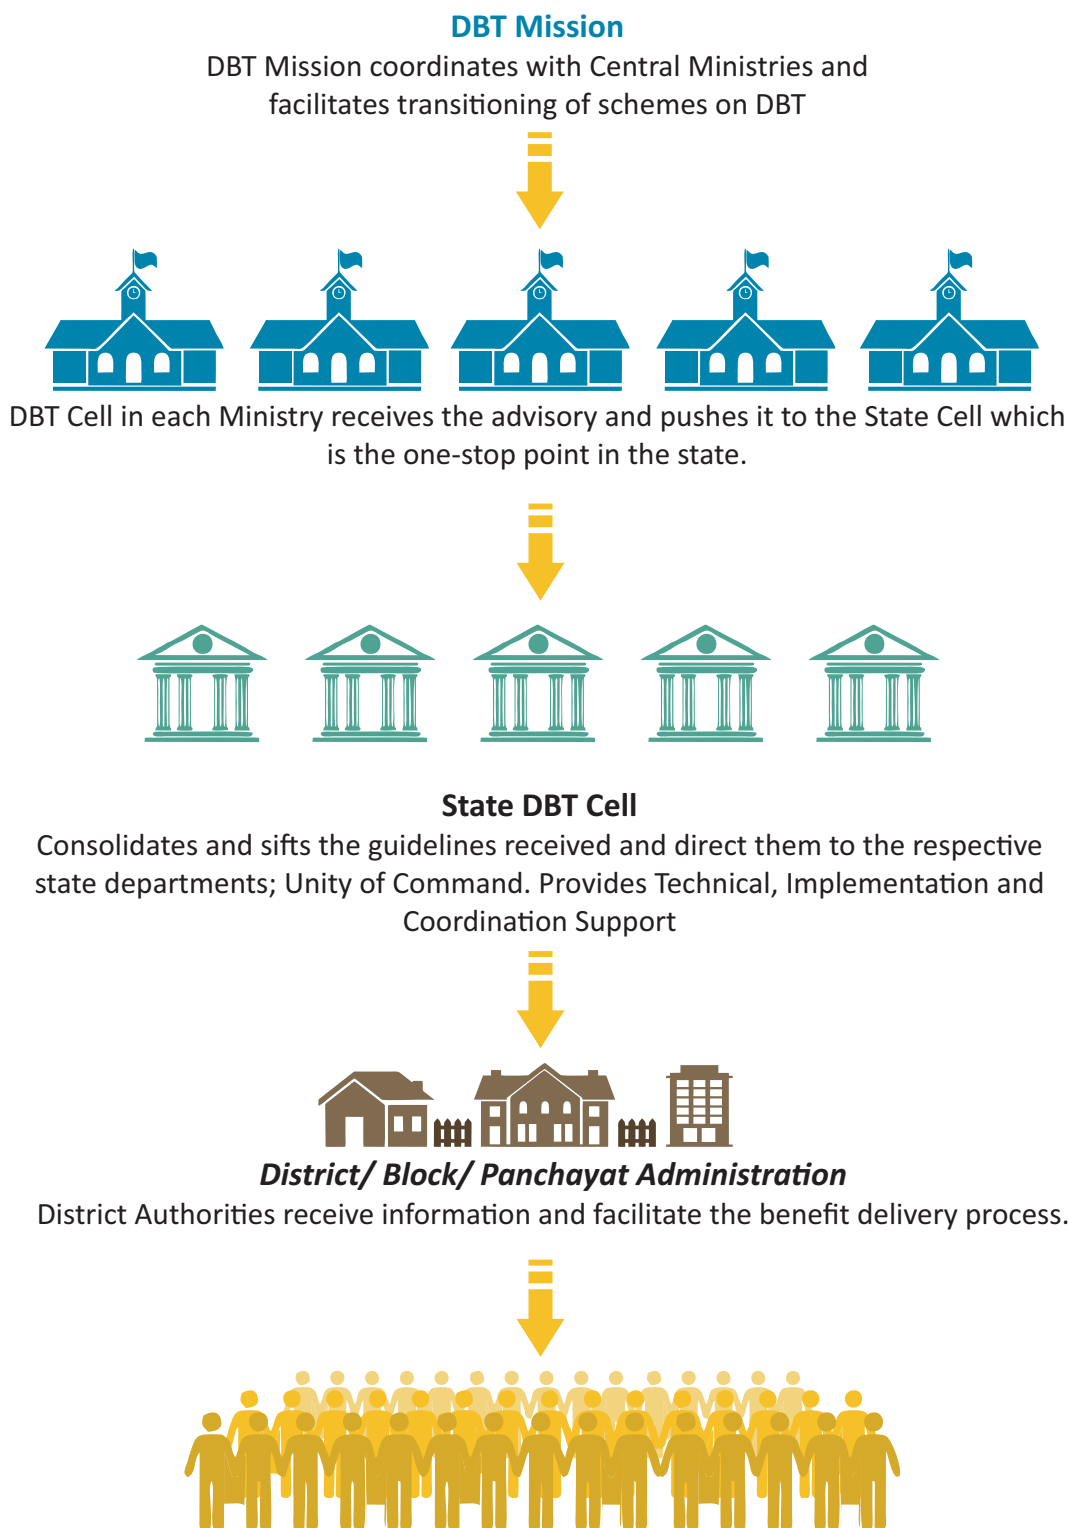 DBT Mission
DBT Mission coordinates with Central Ministries and
facilitates transitioning of schemes on DBT
DBT Cell in each Ministry receives the advisory and pushes it to the State Cell which
is the one-stop point in the state.
State DBT Cell
Consolidates and sifts the guidelines received and direct them to the respective
state departments; Unity of Command. Provides Technical, Implementation and
Coordination Support
District/ Block/ Panchayat Administration
District Authorities receive information and facilitate the benefit delivery process.